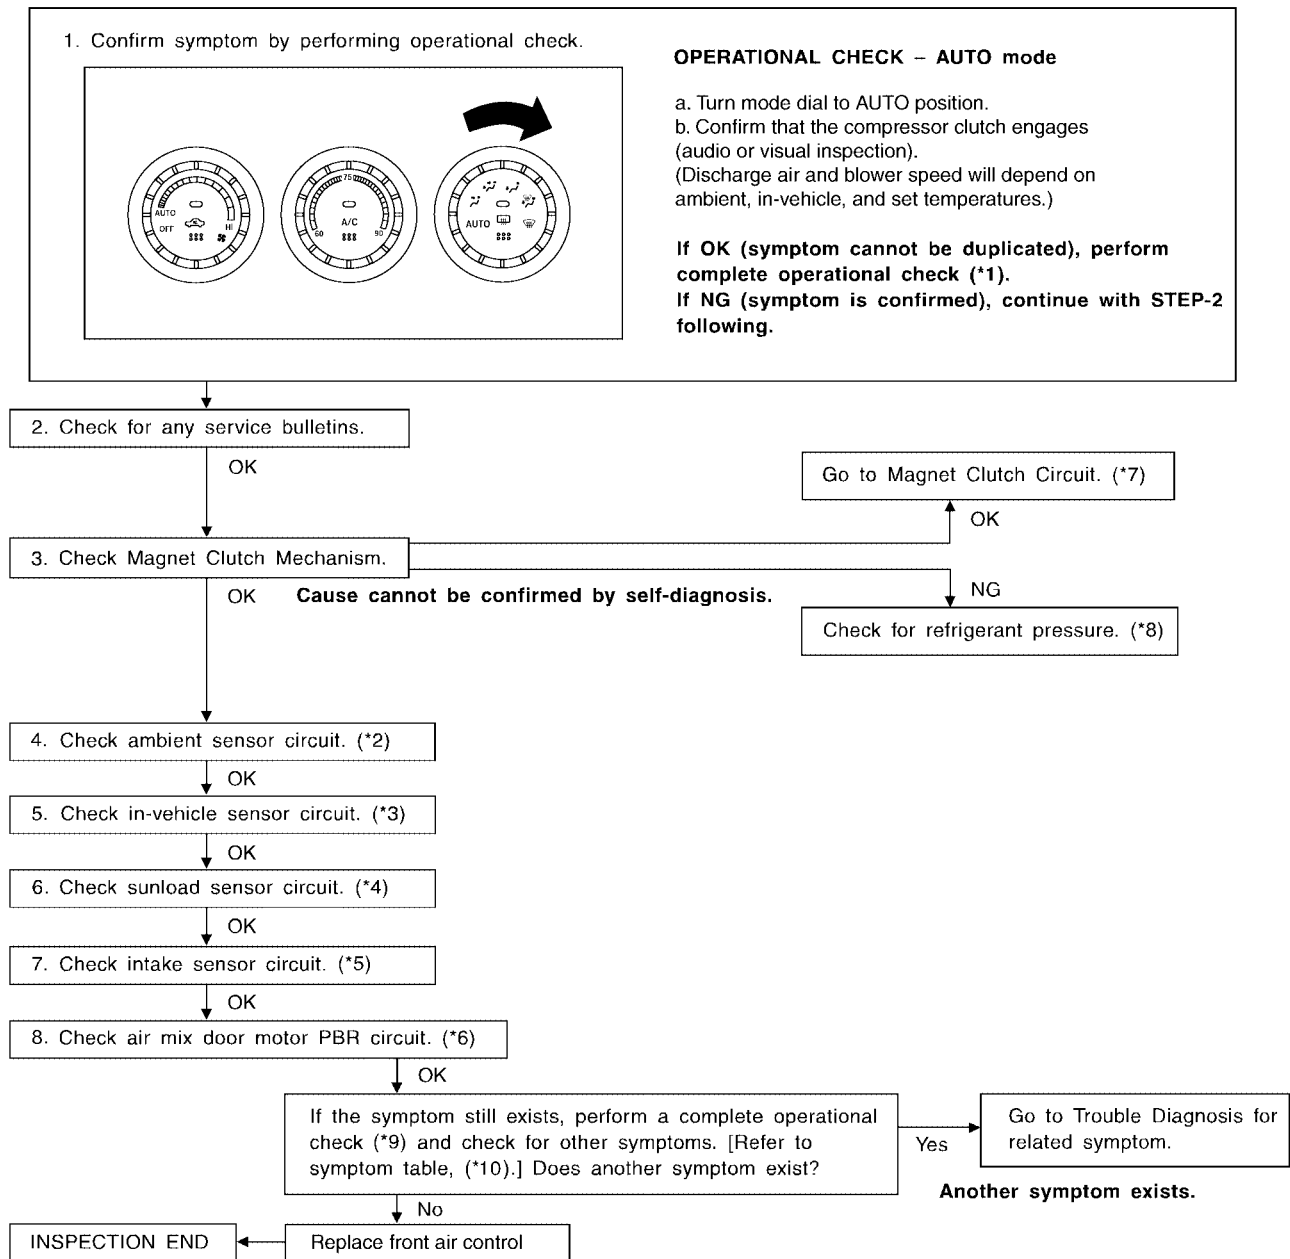 1. Confirm symptom by performing operational check.
AUTO
OFF
HI
75
A/C
60
90
AUTO
OPERATIONAL CHECK – AUTO mode
a. Turn mode dial to AUTO position.
b. Confirm that the compressor clutch engages
(audio or visual inspection).
(Discharge air and blower speed will depend on
ambient, in-vehicle, and set temperatures.)
If OK (symptom cannot be duplicated), perform
complete operational check (*1).
If NG (symptom is confirmed), continue with STEP-2
following.
2. Check for any service bulletins.
OK
Go to Magnet Clutch Circuit. (*7)
OK
3. Check Magnet Clutch Mechanism.
OK
Cause cannot be confirmed by self-diagnosis.
NG
Check for refrigerant pressure. (*8)
4. Check ambient sensor circuit. (*2)
OK
5. Check in-vehicle sensor circuit. (*3)
OK
6. Check sunload sensor circuit. (*4)
OK
7. Check intake sensor circuit. (*5)
OK
8. Check air mix door motor PBR circuit. (*6)
OK
If the symptom still exists, perform a complete operational
check (*9) and check for other symptoms. [Refer to
symptom table, (*10).] Does another symptom exist?
Yes
Go to Trouble Diagnosis for
related symptom.
Another symptom exists.
No
Replace front air control
INSPECTION END